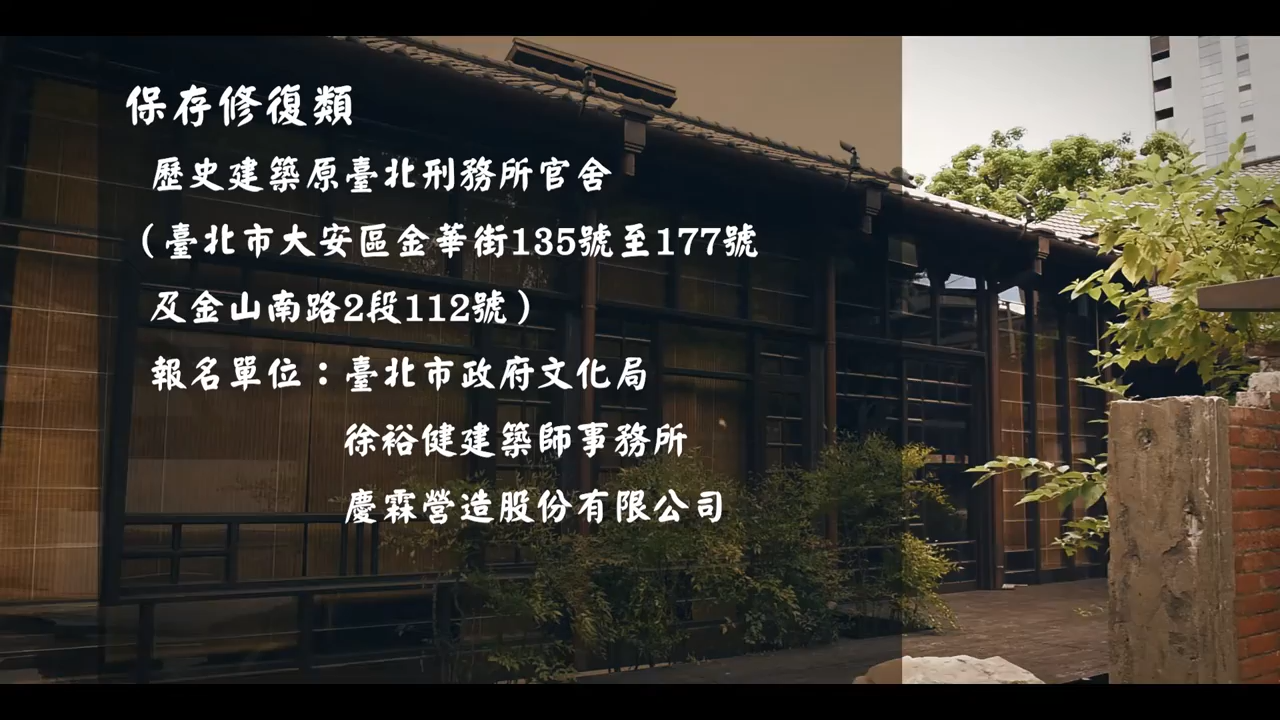 保存修復類
歷史建築原臺北刑務所官舍
（臺北市大安區金華街135號至177號
及金山南路2段112號）
報名單位：臺北市政府文化局
徐裕健建築師事務所
慶霖營造股份有限公司